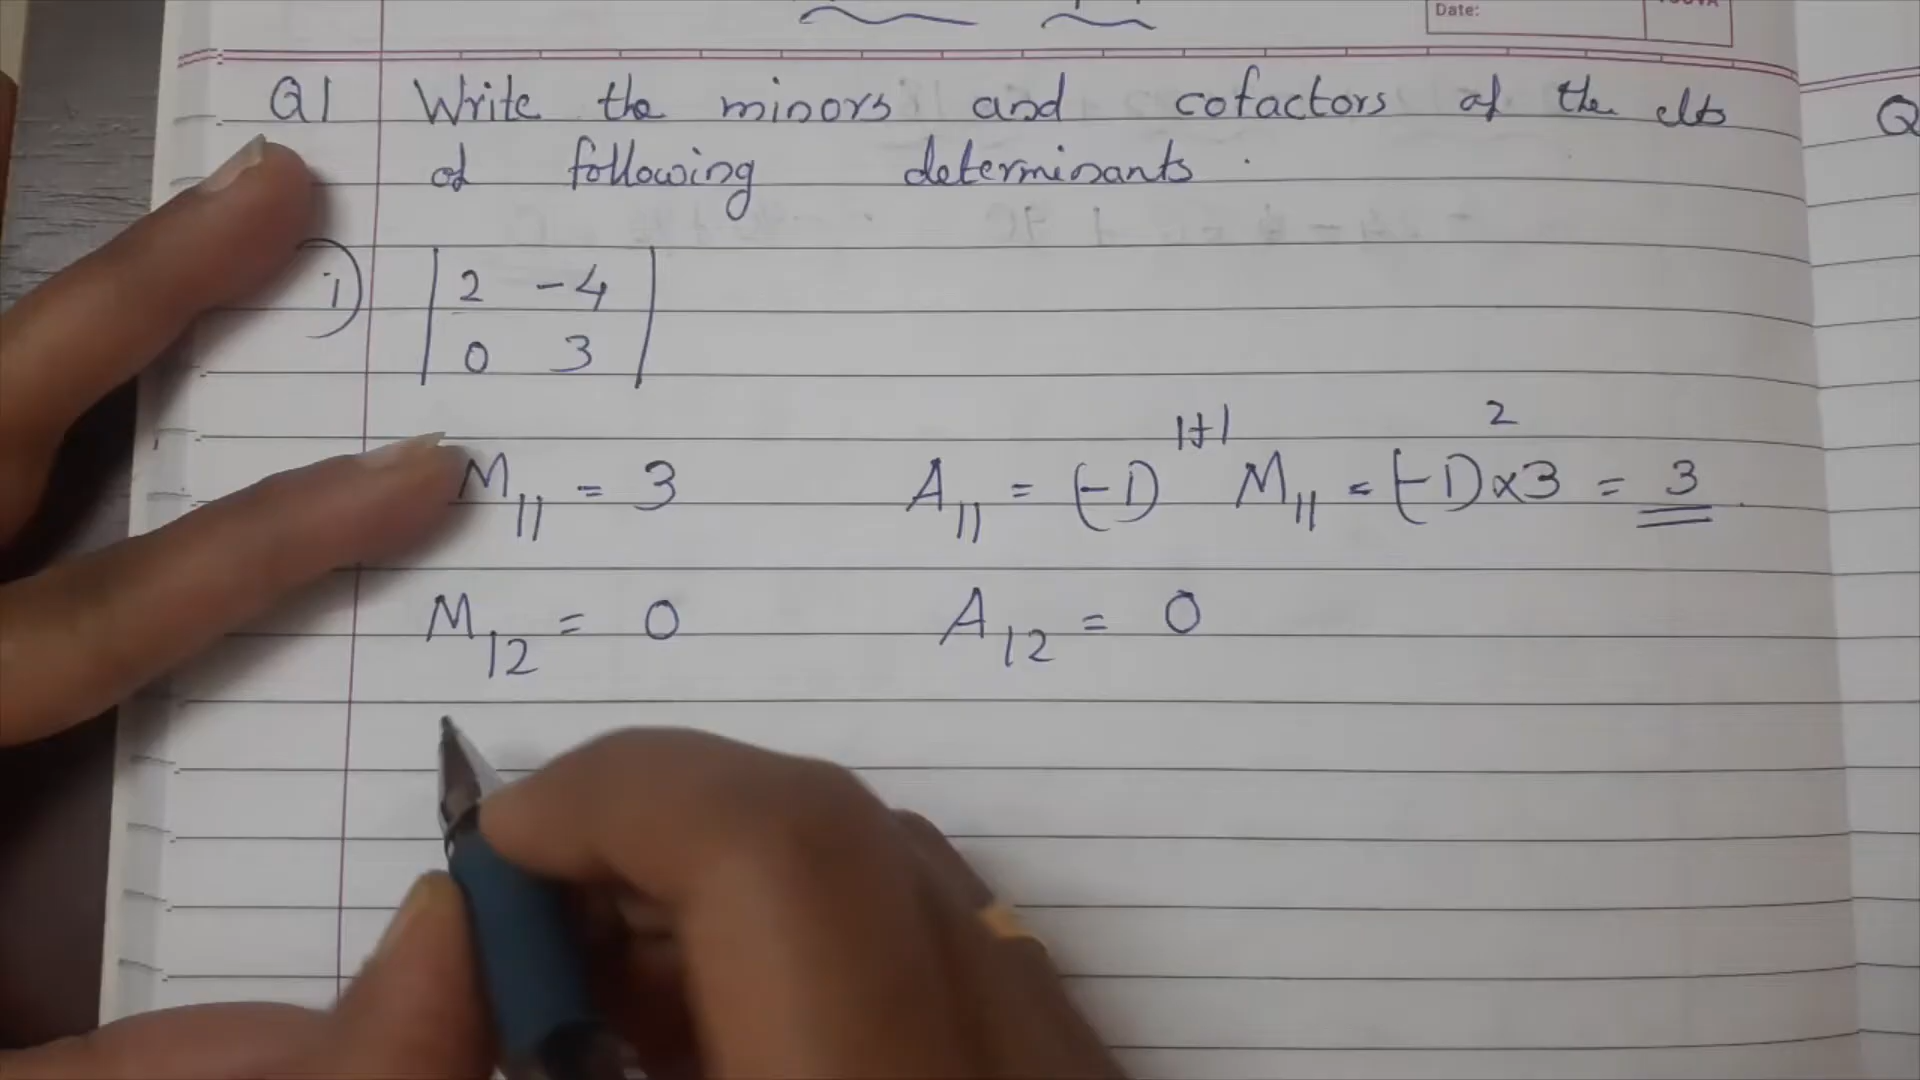 Date:
Q1 Write the minors and cofactors of the elts
of following determinants.
i) | 2 -4 |
| 0 3 |
M₁₁ = 3 A₁₁ = (-1)¹⁺¹ M₁₁ = (-1)²×3 = 3
M₁₂ = 0 A₁₂ = 0
Q